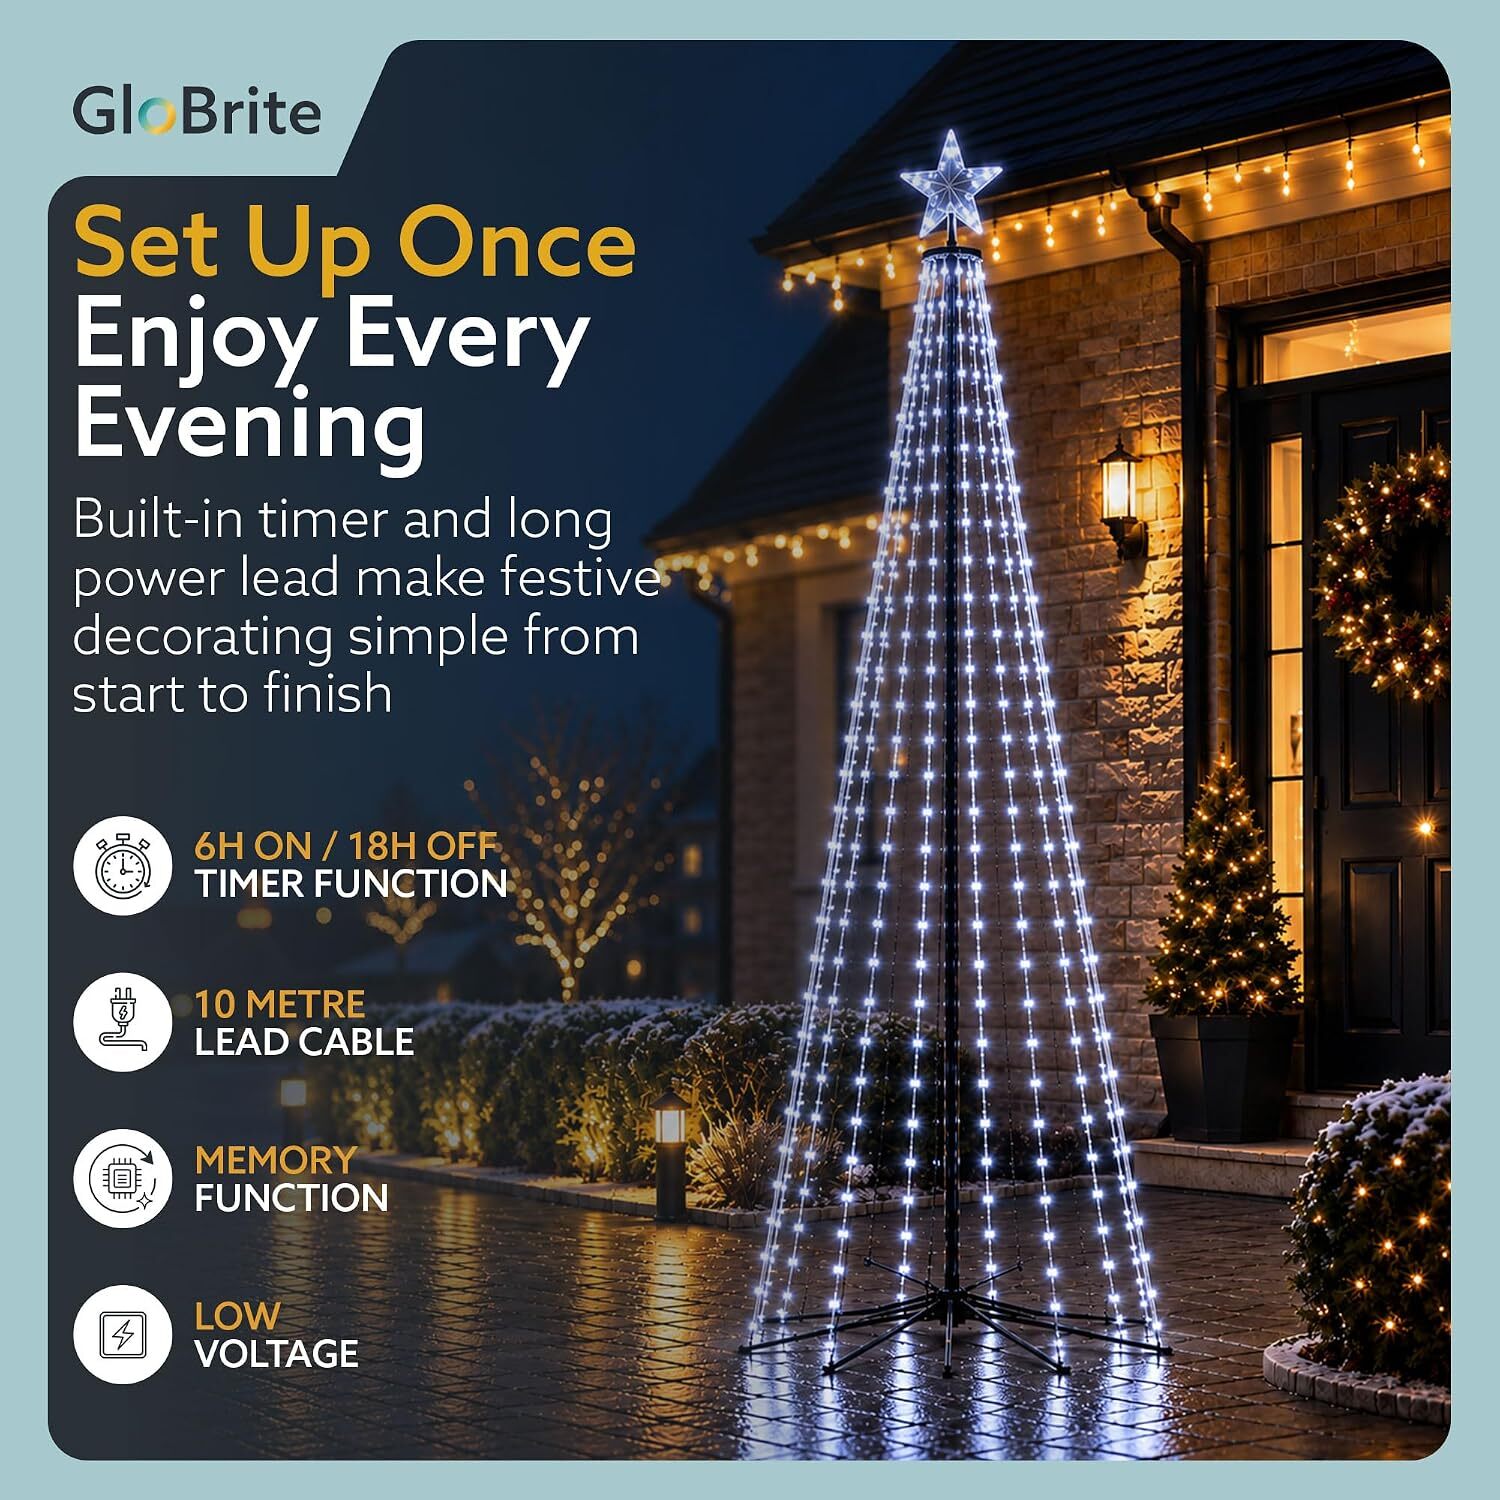 GloBrite
Set Up Once
Enjoy Every
Evening
Built-in timer and long
power lead make festive
decorating simple from
start to finish
6H ON / 18H OFF
TIMER FUNCTION
10 METRE
LEAD CABLE
MEMORY
FUNCTION
LOW
VOLTAGE